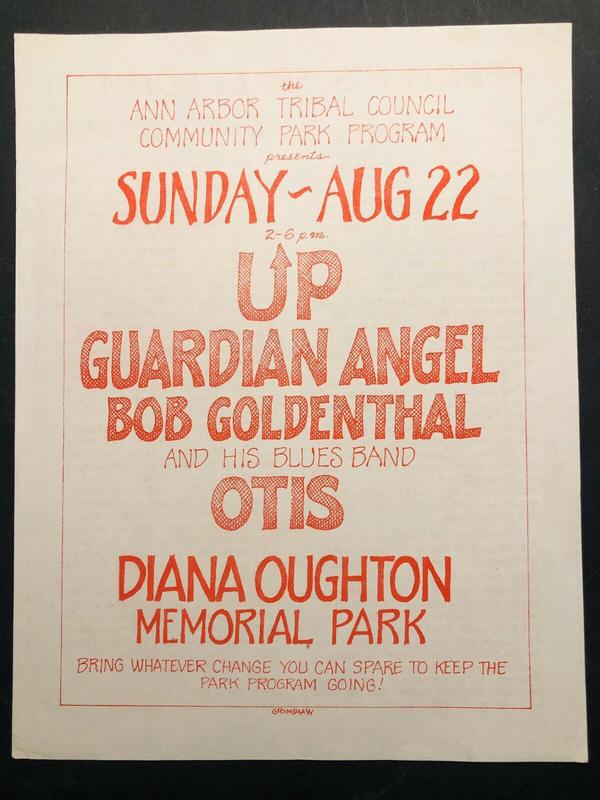 the
ANN ARBOR TRIBAL COUNCIL
COMMUNITY PARK PROGRAM
presents
SUNDAY~AUG 22
2-6 p.m.
UP
GUARDIAN ANGEL
BOB GOLDENTHAL
AND HIS BLUES BAND
OTIS
DIANA OUGHTON
MEMORIAL PARK
BRING WHATEVER CHANGE YOU CAN SPARE TO KEEP THE
PARK PROGRAM GOING!
GRIMSHAW